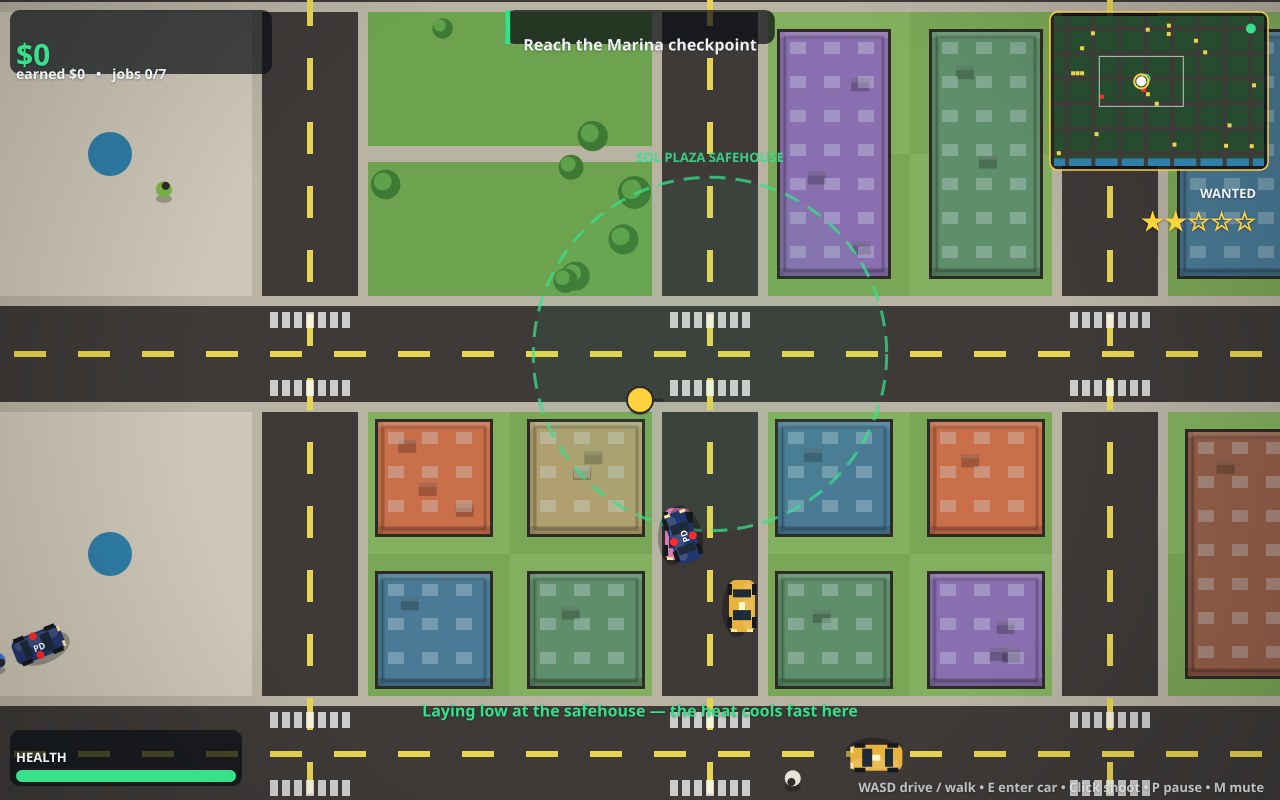 $0
earned $0 • jobs 0/7
Reach the Marina checkpoint
SOL PLAZA SAFEHOUSE
WANTED
PD
PD
Laying low at the safehouse — the heat cools fast here
HEALTH
WASD drive / walk • E enter car • Click shoot • P pause • M mute